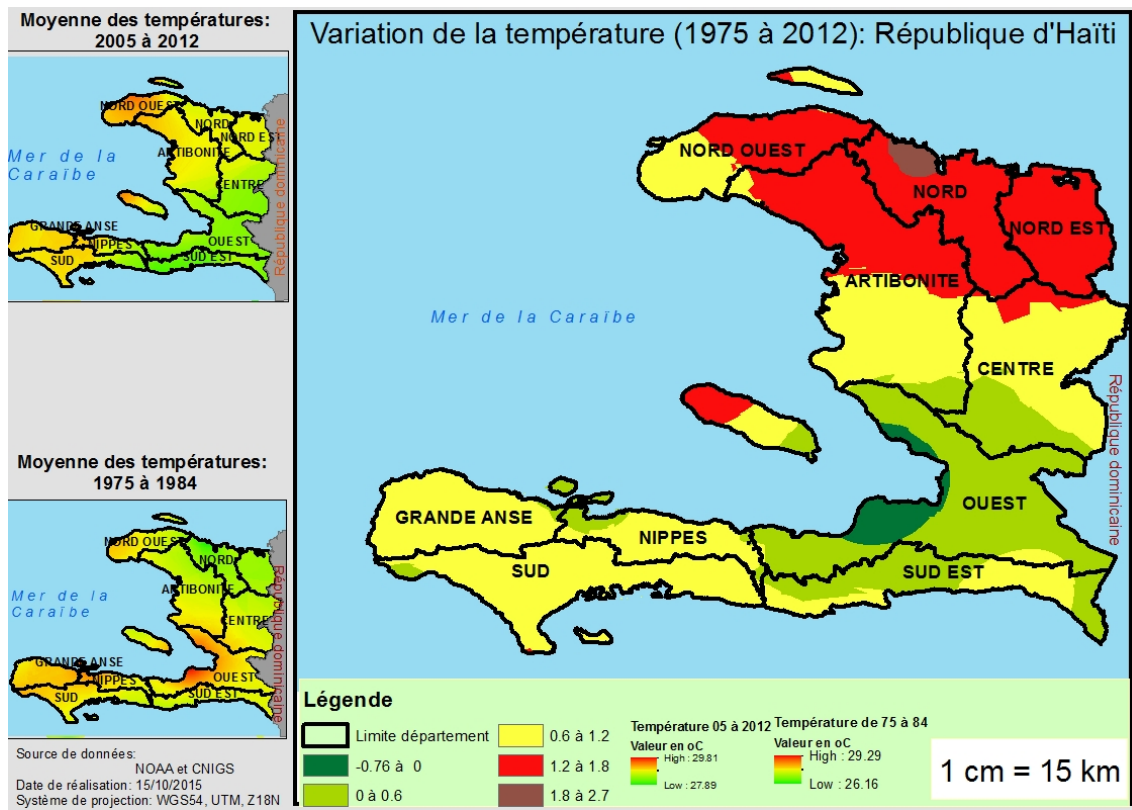 Moyenne des températures:
2005 à 2012
NORD OUEST
NORD
NORD EST
ARTIBONITE
Mer de la
Caraïbe
CENTRE
GRANDE ANSE
NIPPES
OUEST
SUD
SUD EST
République dominicaine
Moyenne des températures:
1975 à 1984
NORD OUEST
NORD
ARTIBONITE
Mer de la
Caraïbe
CENTRE
GRANDE ANSE
NIPPES
OUEST
SUD
SUD EST
République dominicaine
Source de données:
NOAA et CNIGS
Date de réalisation: 15/10/2015
Système de projection: WGS54, UTM, Z18N
Variation de la température (1975 à 2012): République d'Haïti
NORD OUEST
NORD
NORD EST
ARTIBONITE
Mer de la Caraïbe
CENTRE
République dominicaine
OUEST
GRANDE ANSE
NIPPES
SUD
SUD EST
Légende
Limite département
-0.76 à 0
0 à 0.6
0.6 à 1.2
1.2 à 1.8
1.8 à 2.7
Température 05 à 2012
Valeur en oC
High : 29.81
Low : 27.89
Température de 75 à 84
Valeur en oC
High : 29.29
Low : 26.16
1 cm = 15 km